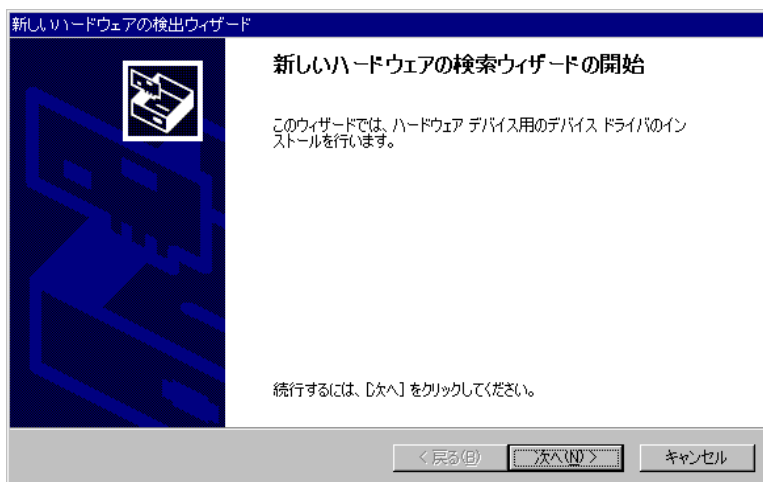 新しいハードウェアの検出ウィザード
新しいハードウェアの検索ウィザードの開始
このウィザードでは、ハードウェア デバイス用のデバイス ドライバのイン
ストールを行います。
続行するには、[次へ] をクリックしてください。
< 戻る(B)
次へ(N) >
キャンセル